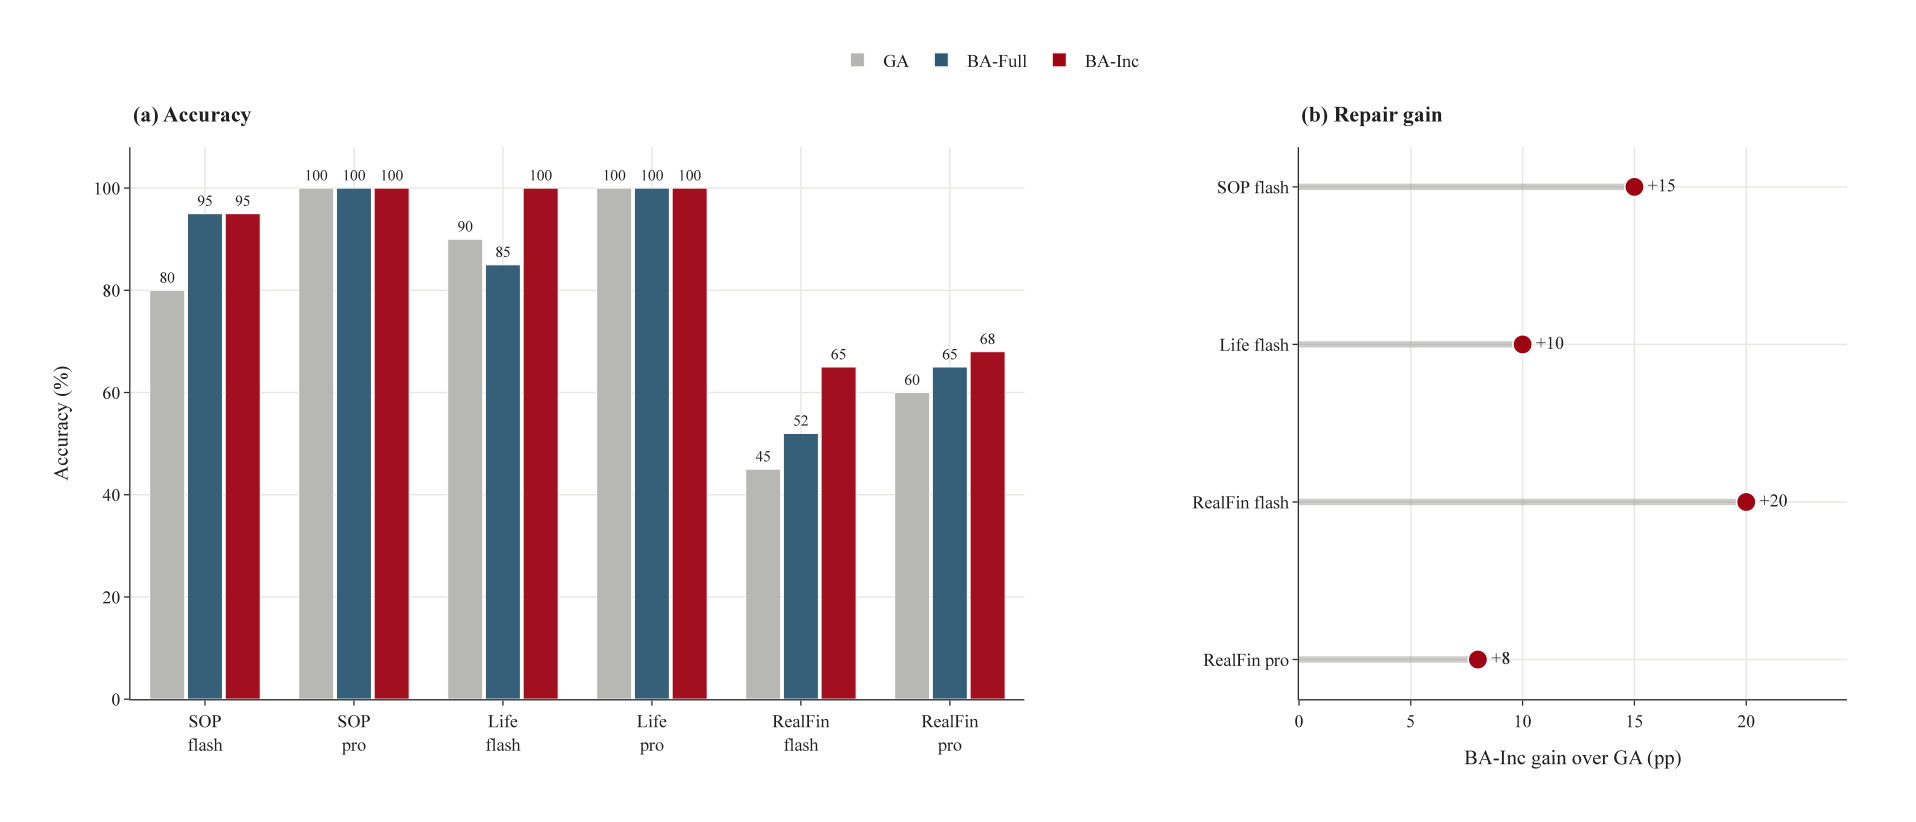 GA BA-Full BA-Inc
(a) Accuracy
Accuracy (%)
100
80
60
40
20
0
80 95 95
100 100 100
90 85 100
100 100 100
45 52 65
60 65 68
SOP
flash
SOP
pro
Life
flash
Life
pro
RealFin
flash
RealFin
pro
(b) Repair gain
SOP flash +15
Life flash +10
RealFin flash +20
RealFin pro +8
0 5 10 15 20
BA-Inc gain over GA (pp)